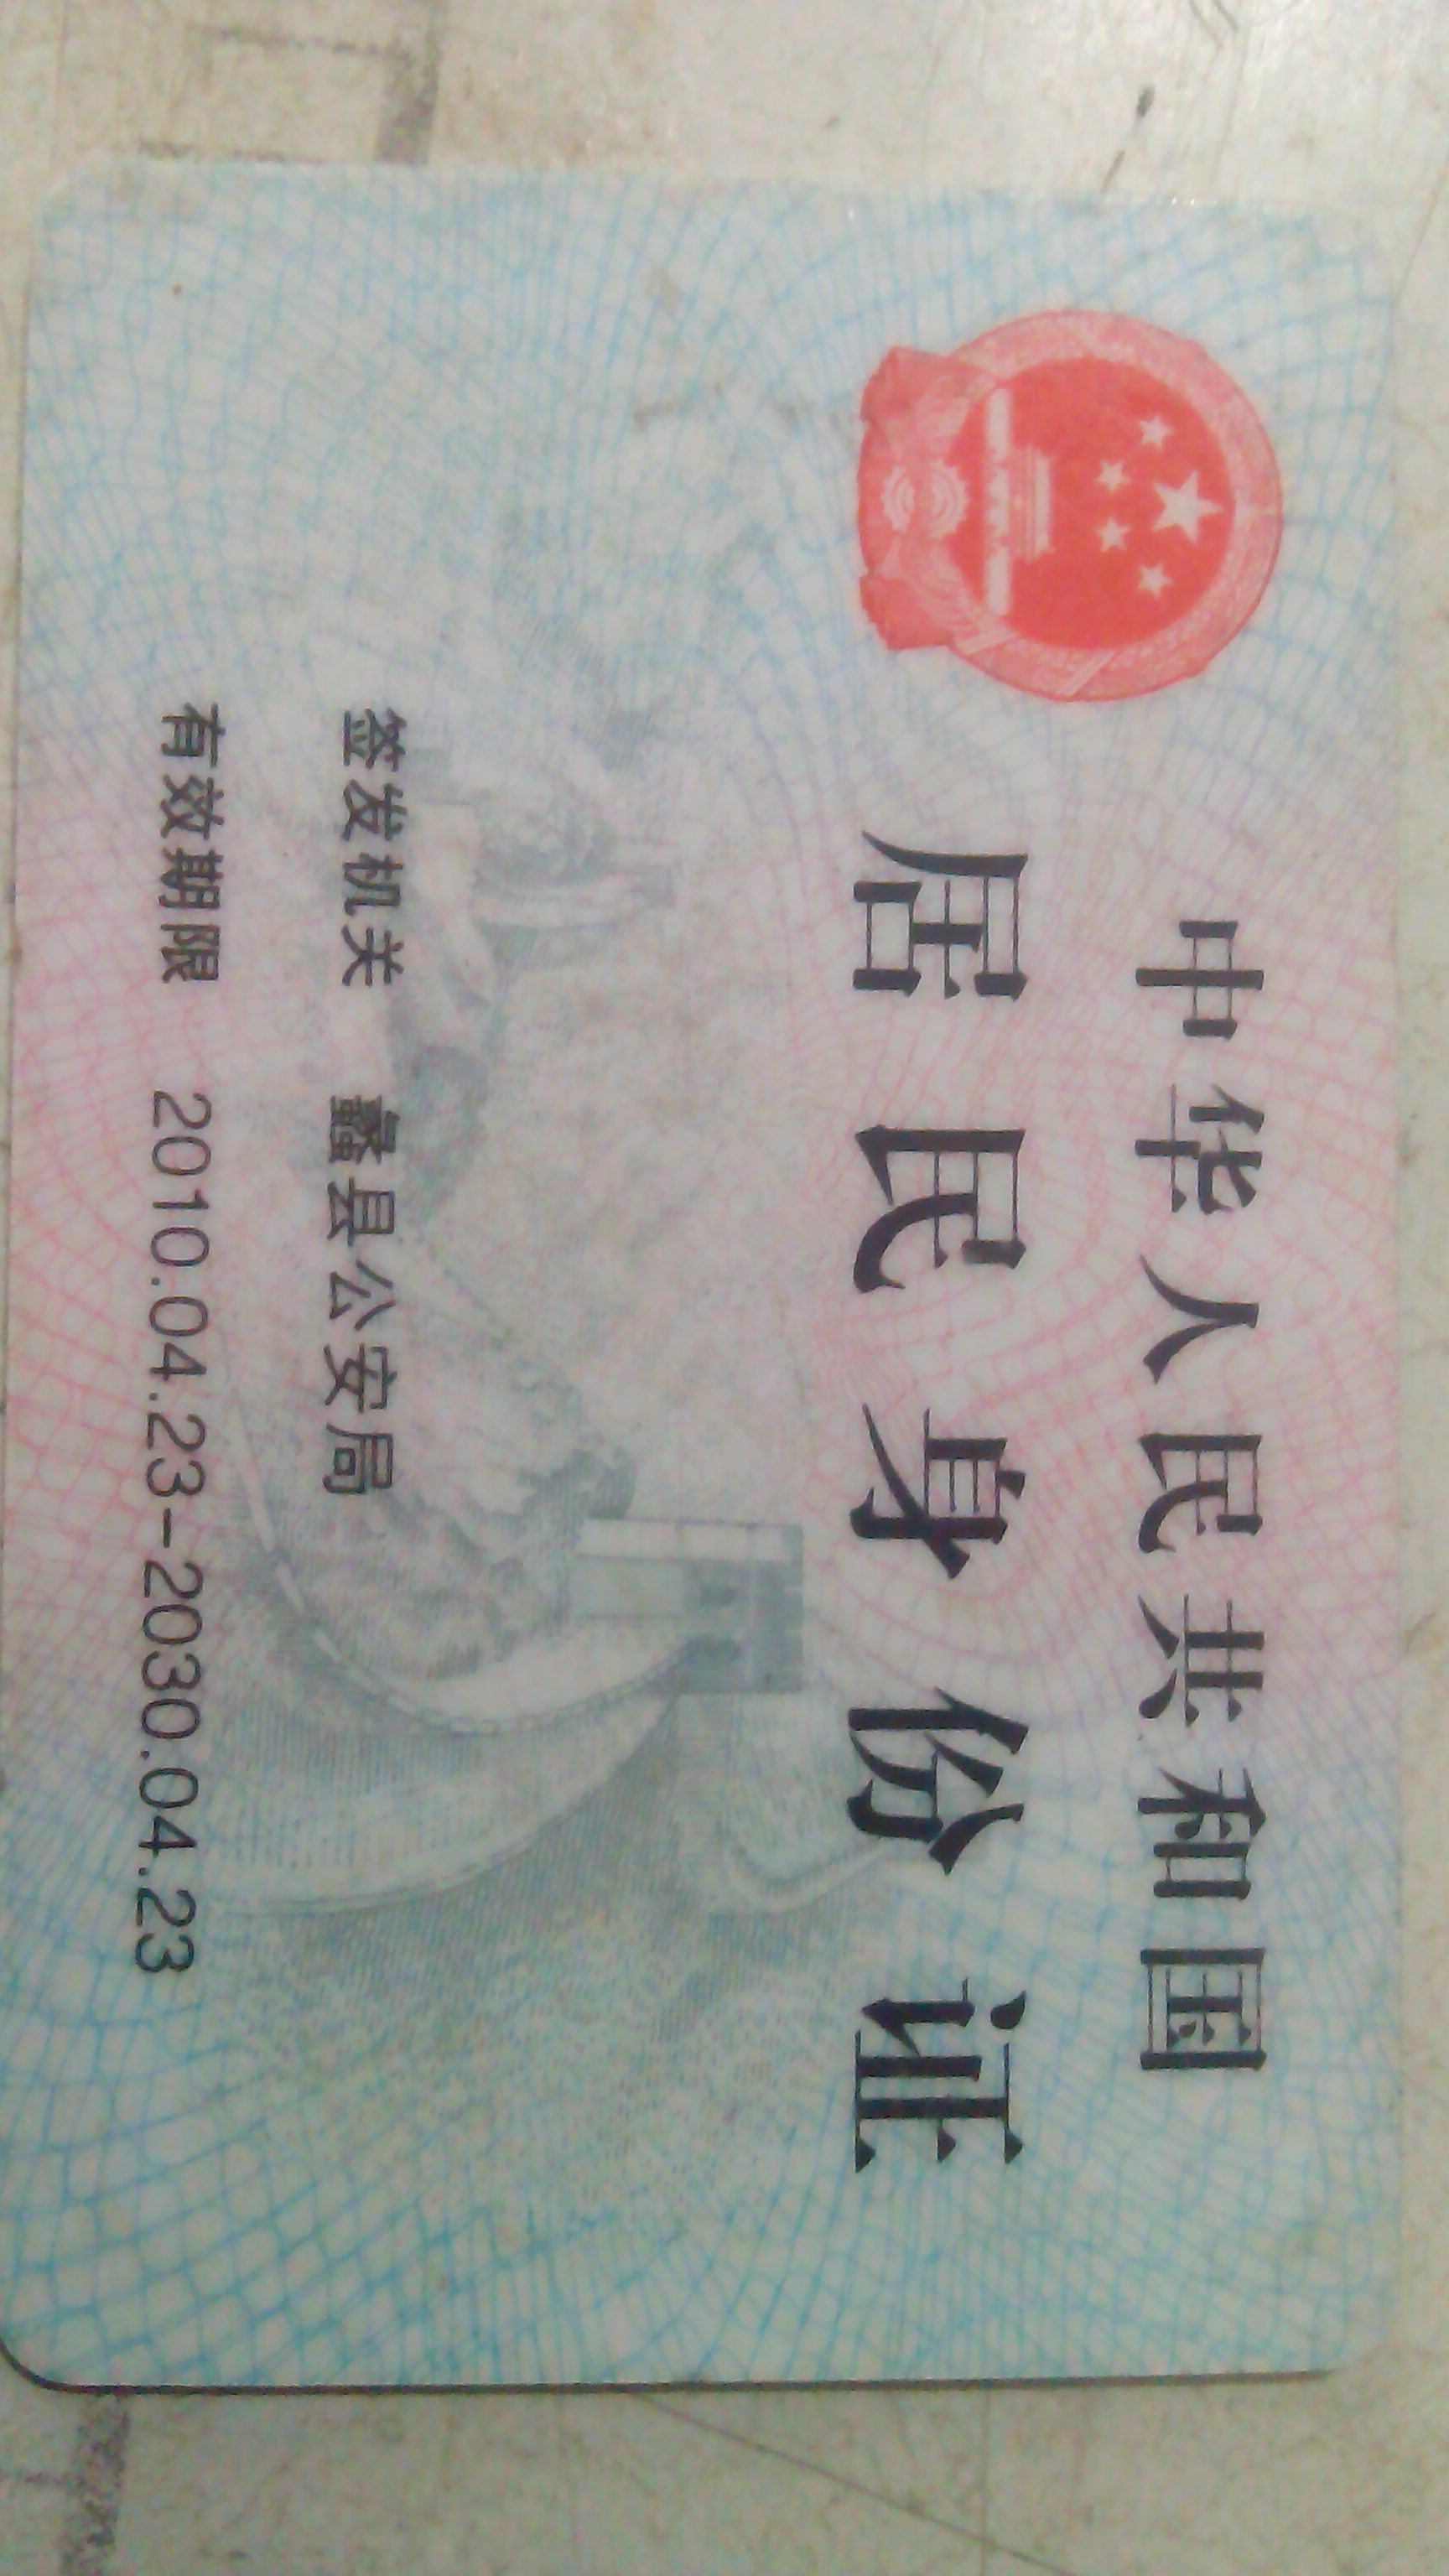 中华人民共和国
居民身份证
签发机关 蠡县公安局
有效期限 2010.04.23-2030.04.23